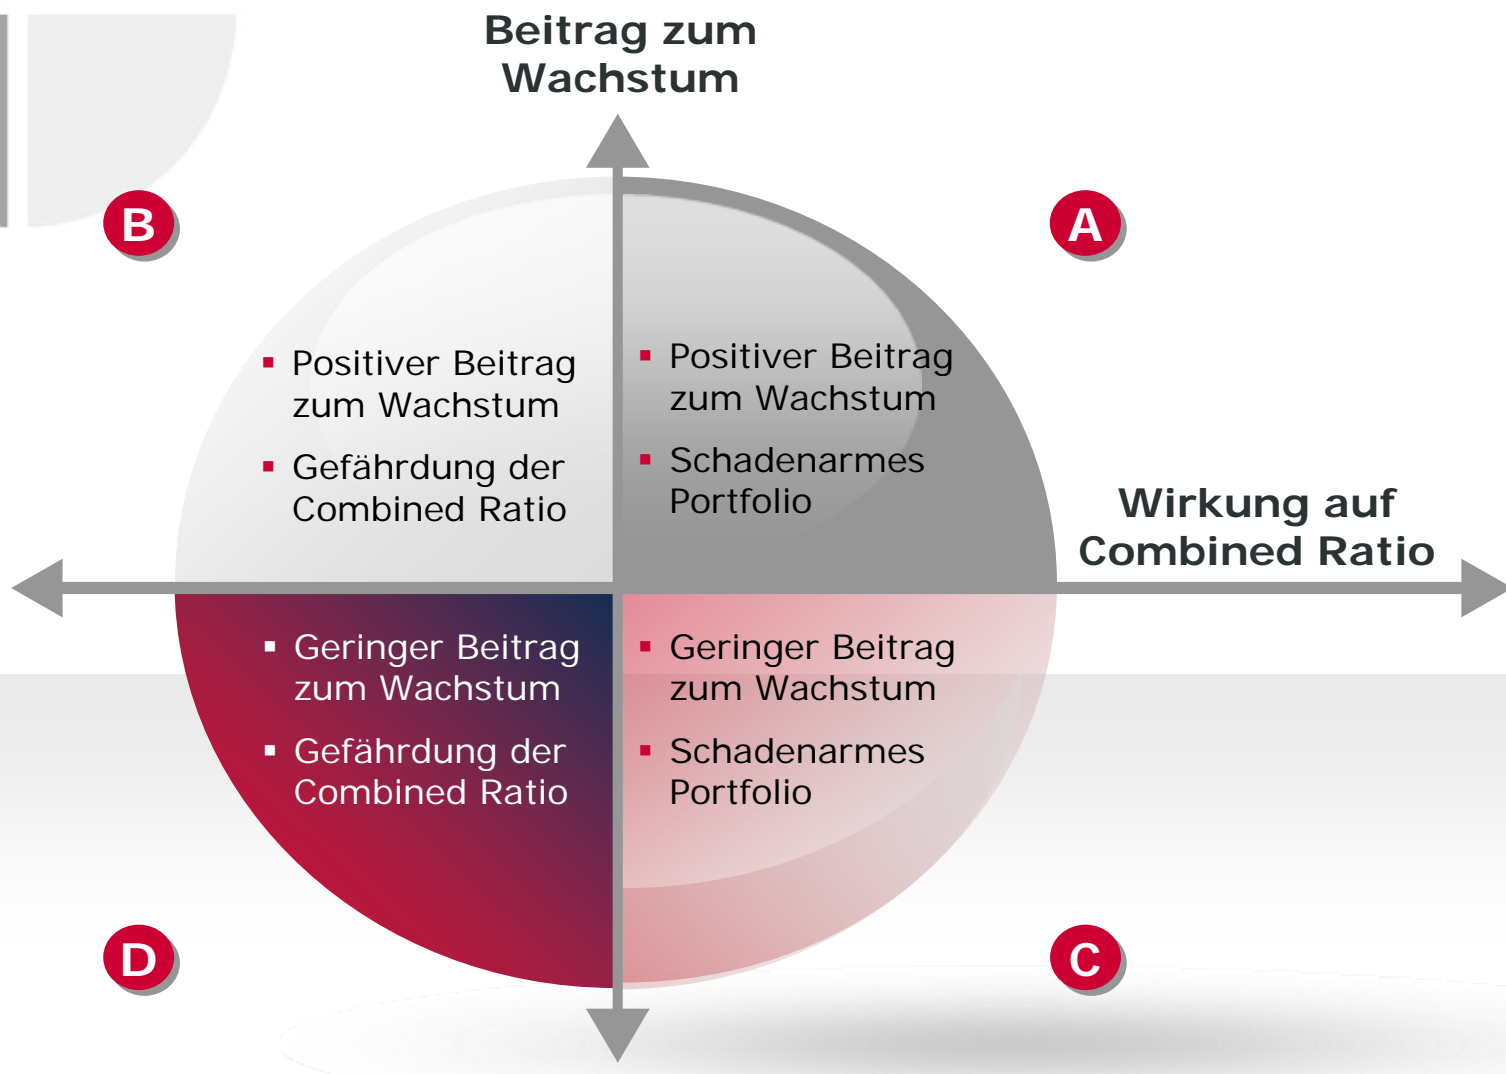 Beitrag zum
Wachstum
B
A
▪ Positiver Beitrag
zum Wachstum
▪ Gefährdung der
Combined Ratio
▪ Positiver Beitrag
zum Wachstum
▪ Schadenarmes
Portfolio
Wirkung auf
Combined Ratio
▪ Geringer Beitrag
zum Wachstum
▪ Gefährdung der
Combined Ratio
▪ Geringer Beitrag
zum Wachstum
▪ Schadenarmes
Portfolio
D
C